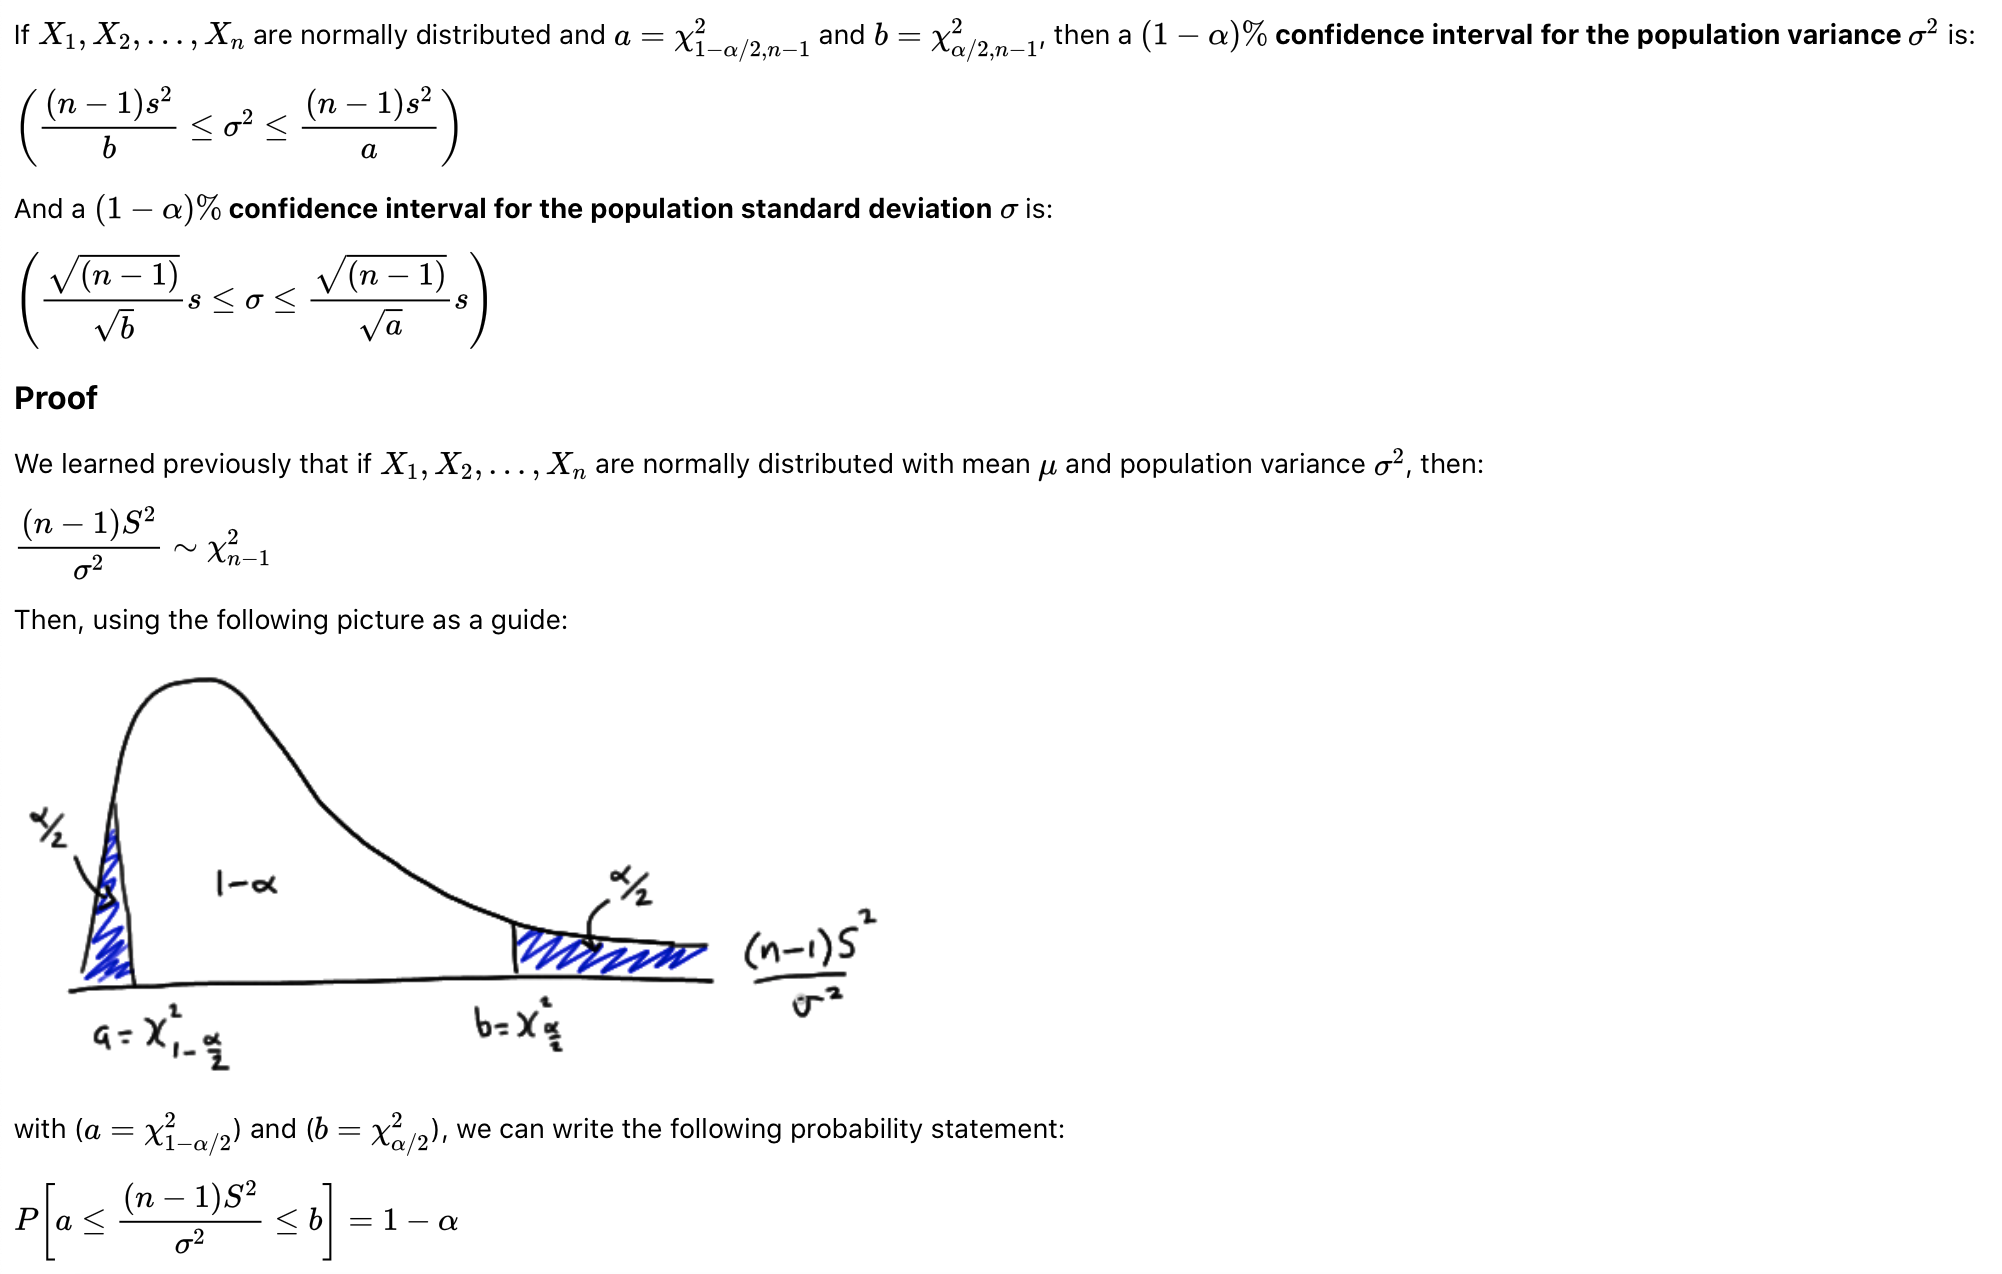 If $X_1, X_2, \ldots, X_n$ are normally distributed and $a = \chi^2_{1-\alpha/2,n-1}$ and $b = \chi^2_{\alpha/2,n-1}$, then a $(1-\alpha)\%$ confidence interval for the population variance $\sigma^2$ is:
$\left(\frac{(n-1)s^2}{b} \leq \sigma^2 \leq \frac{(n-1)s^2}{a}\right)$
And a $(1-\alpha)\%$ confidence interval for the population standard deviation $\sigma$ is:
$\left(\frac{\sqrt{(n-1)}}{\sqrt{b}}s \leq \sigma \leq \frac{\sqrt{(n-1)}}{\sqrt{a}}s\right)$
Proof
We learned previously that if $X_1, X_2, \ldots, X_n$ are normally distributed with mean $\mu$ and population variance $\sigma^2$, then:
$\frac{(n-1)S^2}{\sigma^2} \sim \chi^2_{n-1}$
Then, using the following picture as a guide:
$\alpha/2$
$1-\alpha$
$\alpha/2$
$\frac{(n-1)S^2}{\sigma^2}$
$a = \chi^2_{1-\frac{\alpha}{2}}$
$b = \chi^2_{\frac{\alpha}{2}}$
with ($a = \chi^2_{1-\alpha/2}$) and ($b = \chi^2_{\alpha/2}$), we can write the following probability statement:
$P\left[a \leq \frac{(n-1)S^2}{\sigma^2} \leq b\right] = 1-\alpha$